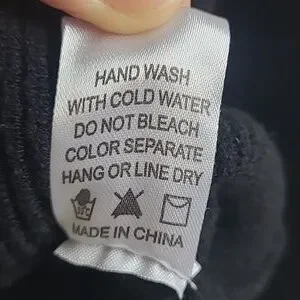 HAND WASH
WITH COLD WATER
DO NOT BLEACH
COLOR SEPARATE
HANG OR LINE DRY
MADE IN CHINA